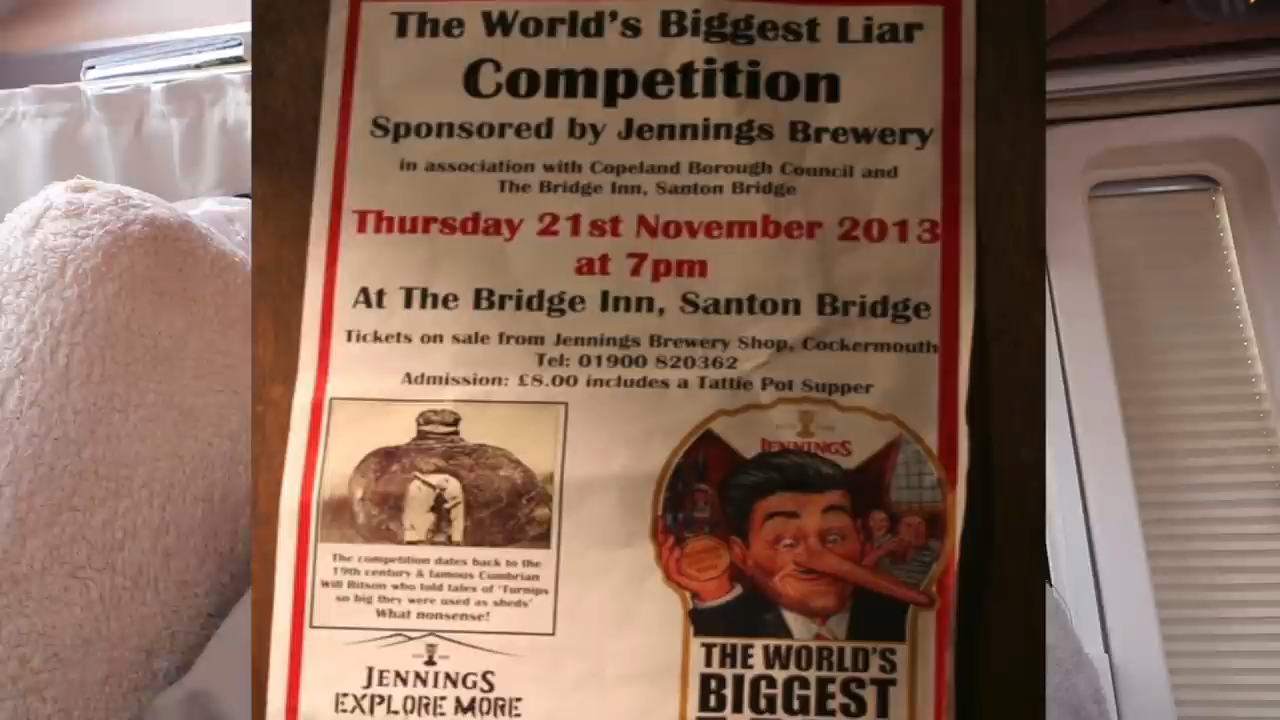 The World's Biggest Liar
Competition
Sponsored by Jennings Brewery
in association with Copeland Borough Council and
The Bridge Inn, Santon Bridge
Thursday 21st November 2013
at 7pm
At The Bridge Inn, Santon Bridge
Tickets on sale from Jennings Brewery Shop, Cockermouth
Tel: 01900 820362
Admission: £8.00 includes a Tattie Pot Supper
The competition dates back to the
19th century & famous Cumbrian
Will Ritson who told tales of 'Turnips
so big they were used as sheds'
What nonsense!
JENNINGS
EXPLORE MORE
JENNINGS
THE WORLD'S
BIGGEST